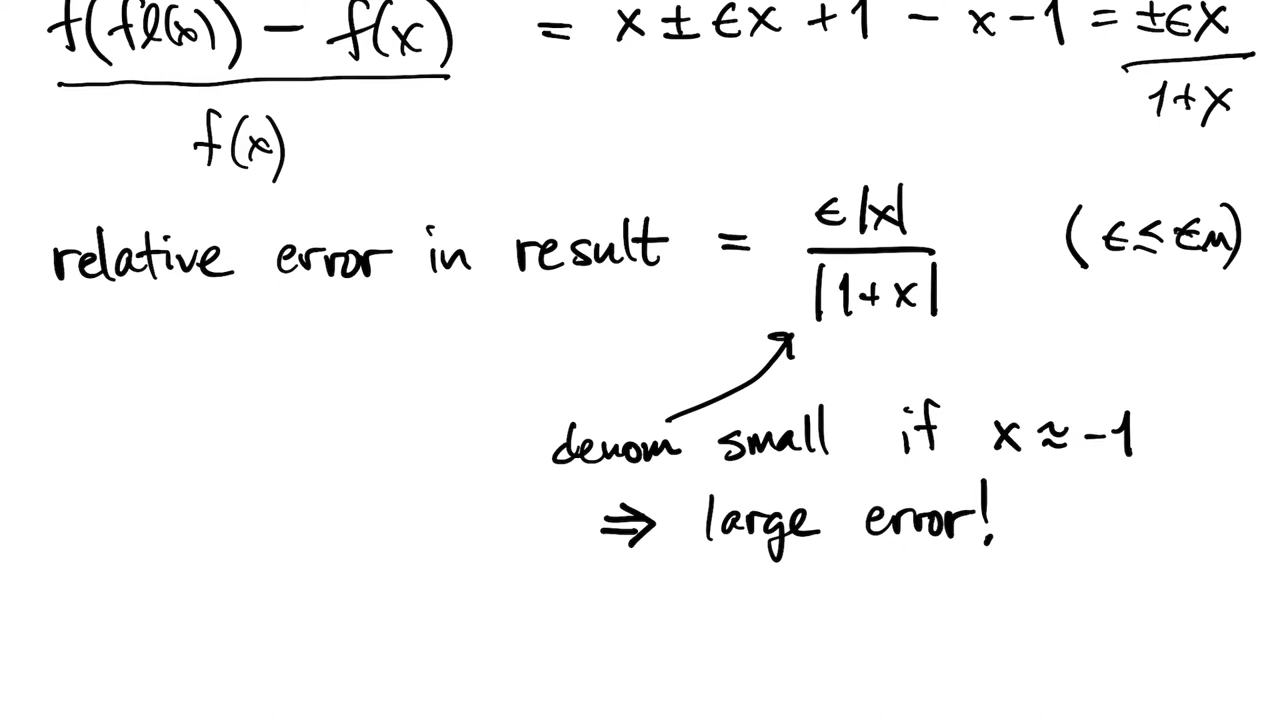 f(fl(x)) − f(x) = x ± ϵx + 1 − x − 1 = ±ϵx
f(x)
1+x
relative error in result = ϵ|x| / |1+x| (ϵ ≤ ϵM)
denom small if x ≈ −1
⇒ large error!